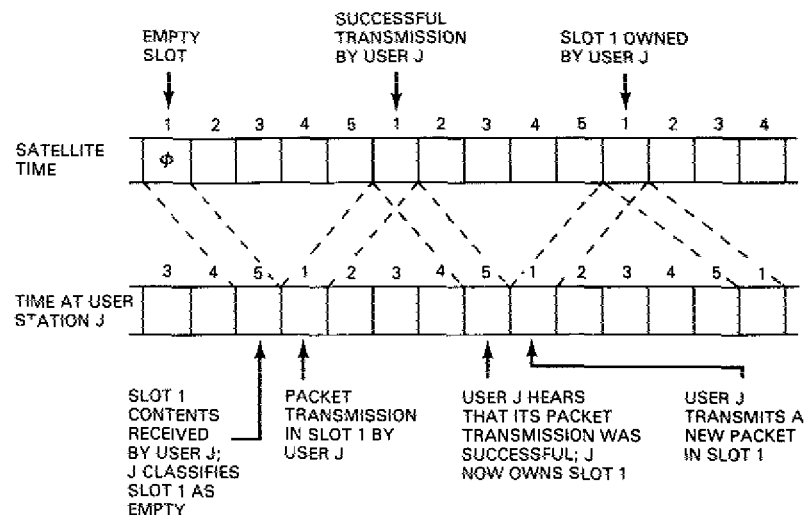 EMPTY
SLOT
SUCCESSFUL
TRANSMISSION
BY USER J
SLOT 1 OWNED
BY USER J
1 2 3 4 5 1 2 3 4 5 1 2 3 4
SATELLITE
TIME
ϕ
3 4 5 1 2 3 4 5 1 2 3 4 5 1
TIME AT USER
STATION J
SLOT 1
CONTENTS
RECEIVED
BY USER J;
J CLASSIFIES
SLOT 1 AS
EMPTY
PACKET
TRANSMISSION
IN SLOT 1 BY
USER J
USER J HEARS
THAT ITS PACKET
TRANSMISSION WAS
SUCCESSFUL; J
NOW OWNS SLOT 1
USER J
TRANSMITS A
NEW PACKET
IN SLOT 1